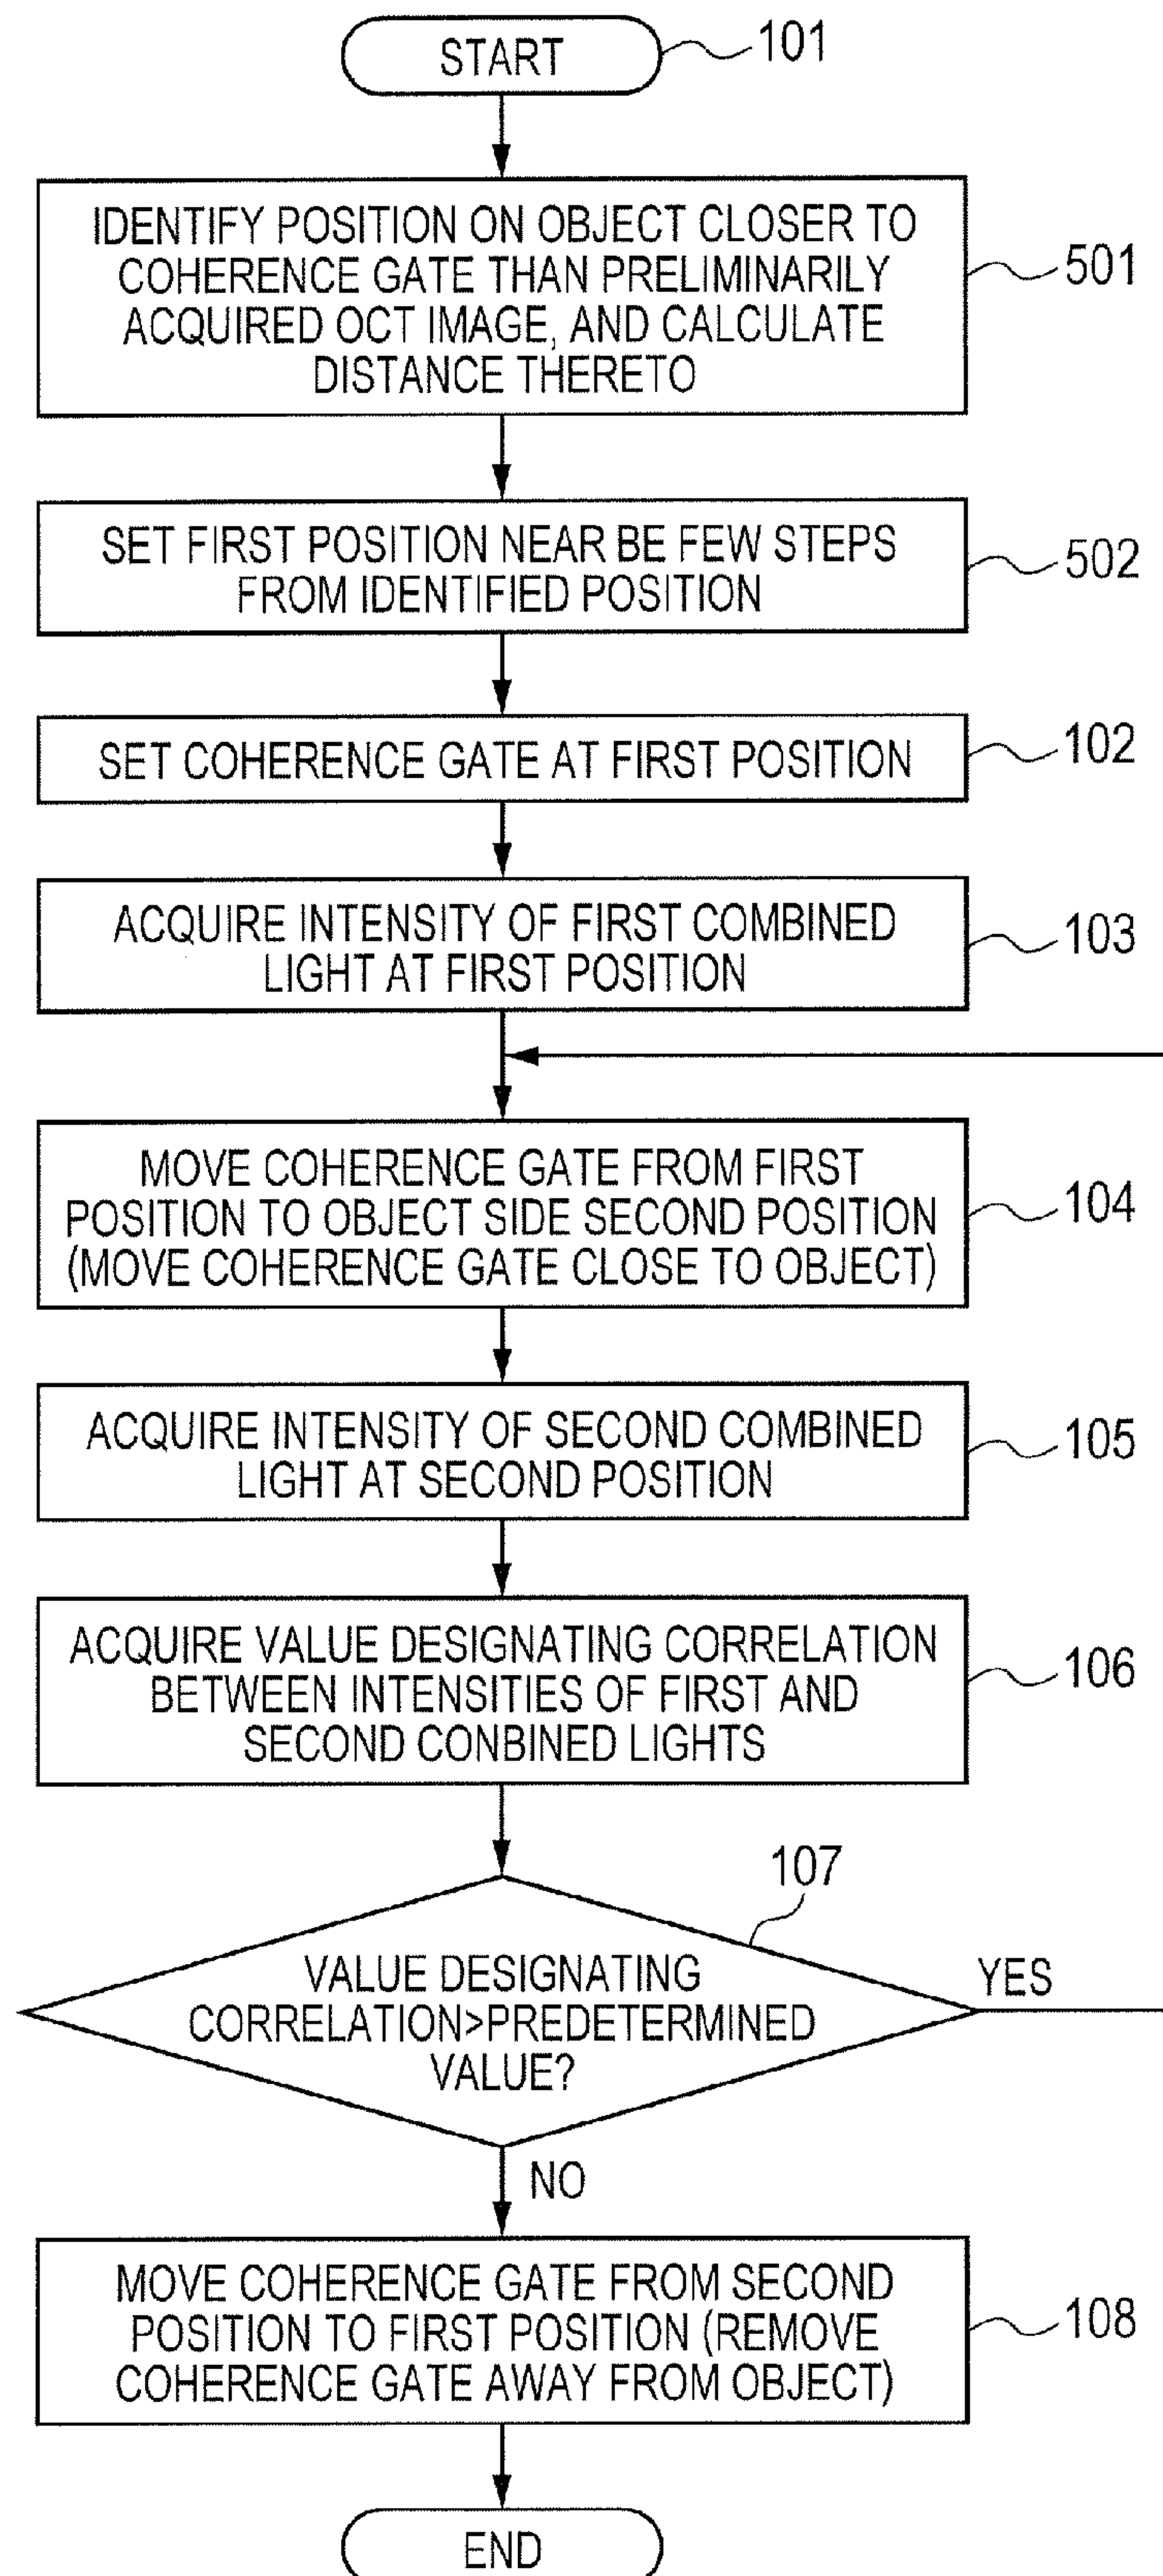 START
101
IDENTIFY POSITION ON OBJECT CLOSER TO
COHERENCE GATE THAN PRELIMINARILY
ACQUIRED OCT IMAGE, AND CALCULATE
DISTANCE THERETO
501
SET FIRST POSITION NEAR BE FEW STEPS
FROM IDENTIFIED POSITION
502
SET COHERENCE GATE AT FIRST POSITION
102
ACQUIRE INTENSITY OF FIRST COMBINED
LIGHT AT FIRST POSITION
103
MOVE COHERENCE GATE FROM FIRST
POSITION TO OBJECT SIDE SECOND POSITION
(MOVE COHERENCE GATE CLOSE TO OBJECT)
104
ACQUIRE INTENSITY OF SECOND COMBINED
LIGHT AT SECOND POSITION
105
ACQUIRE VALUE DESIGNATING CORRELATION
BETWEEN INTENSITIES OF FIRST AND
SECOND CONBINED LIGHTS
106
107
VALUE DESIGNATING
CORRELATION>PREDETERMINED
VALUE?
YES
NO
MOVE COHERENCE GATE FROM SECOND
POSITION TO FIRST POSITION (REMOVE
COHERENCE GATE AWAY FROM OBJECT)
108
END